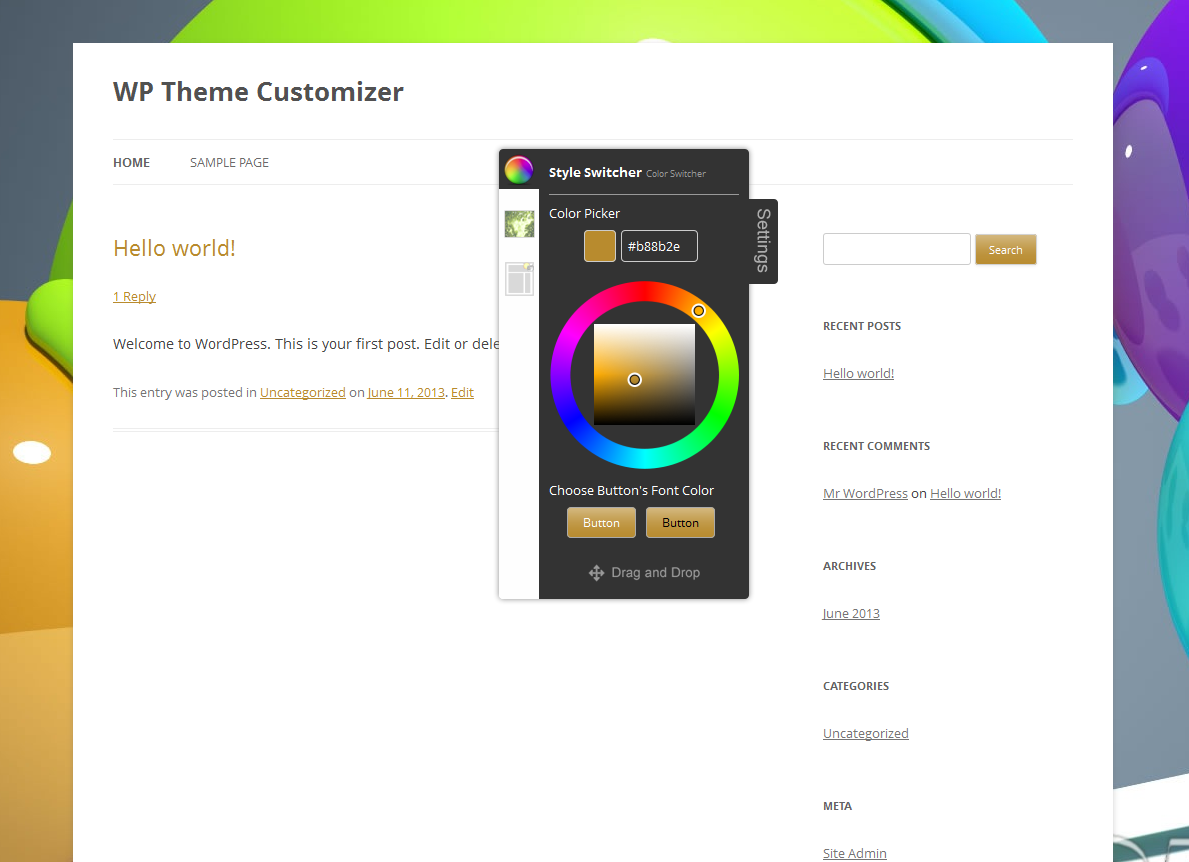 WP Theme Customizer
HOME
SAMPLE PAGE
Hello world!
1 Reply
Welcome to WordPress. This is your first post. Edit or
This entry was posted in Uncategorized on June 11, 2013. Edit
Style Switcher Color Switcher
Color Picker
#b88b2e
Settings
Choose Button's Font Color
Button
Button
Drag and Drop
Search
RECENT POSTS
Hello world!
RECENT COMMENTS
Mr WordPress on Hello world!
ARCHIVES
June 2013
CATEGORIES
Uncategorized
META
Site Admin